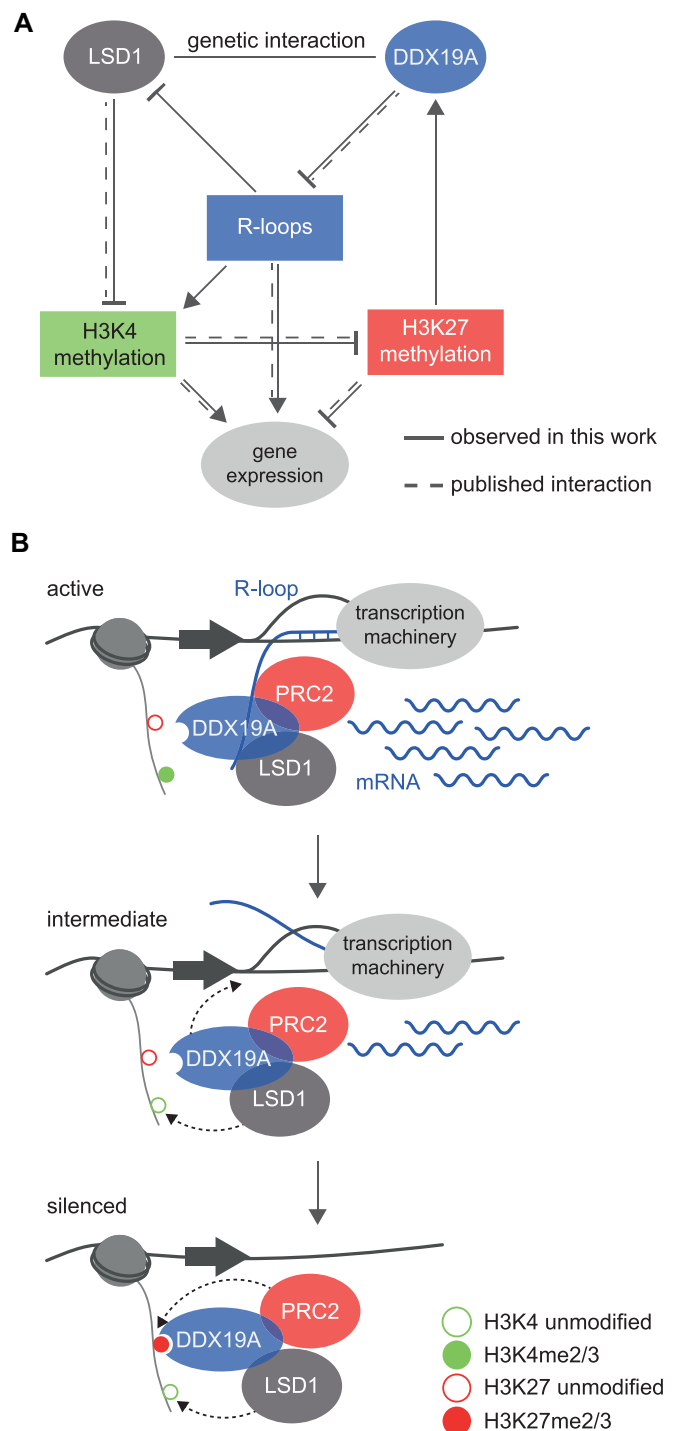 A
LSD1
genetic interaction
DDX19A
R-loops
H3K4
methylation
H3K27
methylation
gene
expression
observed in this work
published interaction
B
active
R-loop
transcription
machinery
PRC2
DDX19A
LSD1
mRNA
intermediate
transcription
machinery
PRC2
DDX19A
LSD1
silenced
PRC2
DDX19A
LSD1
H3K4 unmodified
H3K4me2/3
H3K27 unmodified
H3K27me2/3